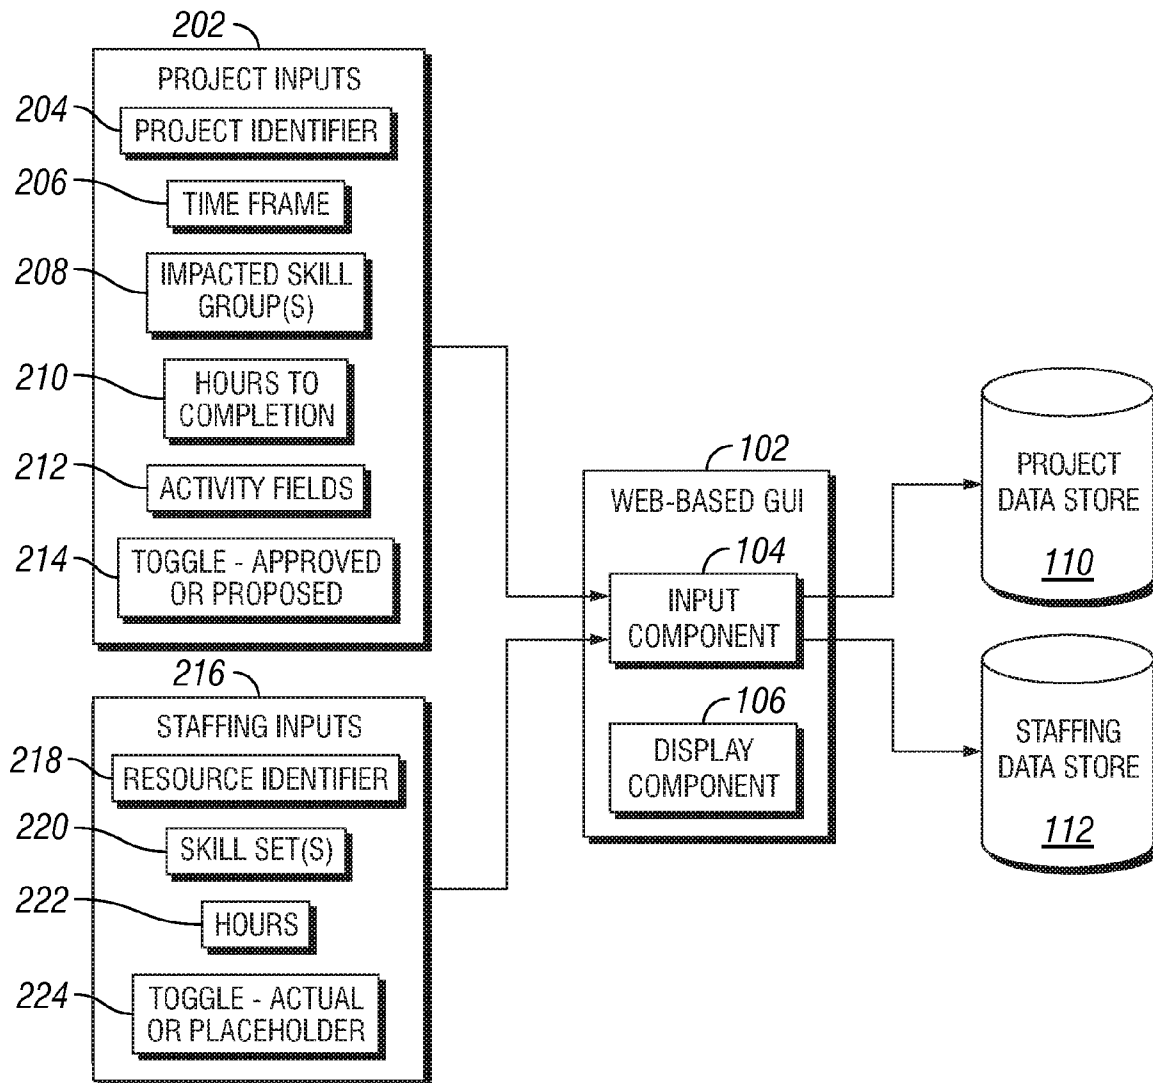 202
PROJECT INPUTS
204
PROJECT IDENTIFIER
206
TIME FRAME
208
IMPACTED SKILL
GROUP(S)
210
HOURS TO
COMPLETION
212
ACTIVITY FIELDS
214
TOGGLE - APPROVED
OR PROPOSED
216
STAFFING INPUTS
218
RESOURCE IDENTIFIER
220
SKILL SET(S)
222
HOURS
224
TOGGLE - ACTUAL
OR PLACEHOLDER
102
WEB-BASED GUI
104
INPUT
COMPONENT
106
DISPLAY
COMPONENT
PROJECT
DATA STORE
110
STAFFING
DATA STORE
112